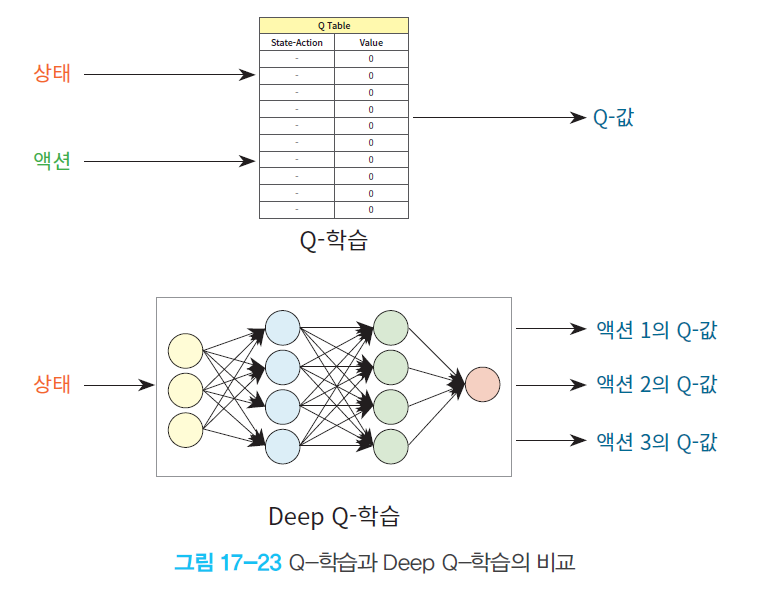 Q Table
State-Action Value
- 0
- 0
- 0
- 0
- 0
- 0
- 0
- 0
- 0
- 0
상태
액션
Q-값
Q-학습
상태
액션 1의 Q-값
액션 2의 Q-값
액션 3의 Q-값
Deep Q-학습
그림 17-23 Q-학습과 Deep Q-학습의 비교